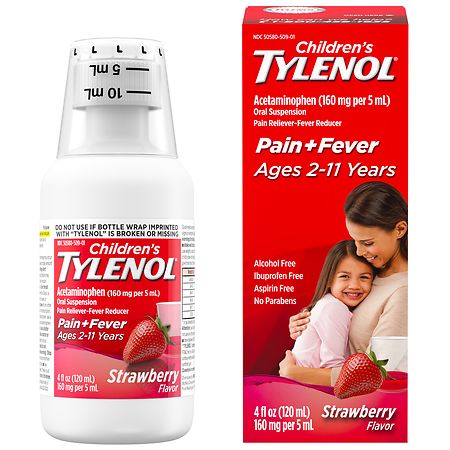 5 mL
10 mL
DO NOT USE IF BOTTLE WRAP IMPRINTED
WITH "TYLENOL" IS BROKEN OR MISSING.
NDC 50580-509-01
Children's
TYLENOL®
Acetaminophen (160 mg per 5 mL)
Oral Suspension
Pain Reliever-Fever Reducer
Pain+Fever
Ages 2-11 Years
4 fl oz (120 mL)
160 mg per 5 mL
Strawberry
Flavor
NDC 50580-509-01
Children's
TYLENOL®
Acetaminophen (160 mg per 5 mL)
Oral Suspension
Pain Reliever-Fever Reducer
Pain+Fever
Ages 2-11 Years
Alcohol Free
Ibuprofen Free
Aspirin Free
No Parabens
4 fl oz (120 mL)
160 mg per 5 mL
Strawberry
Flavor